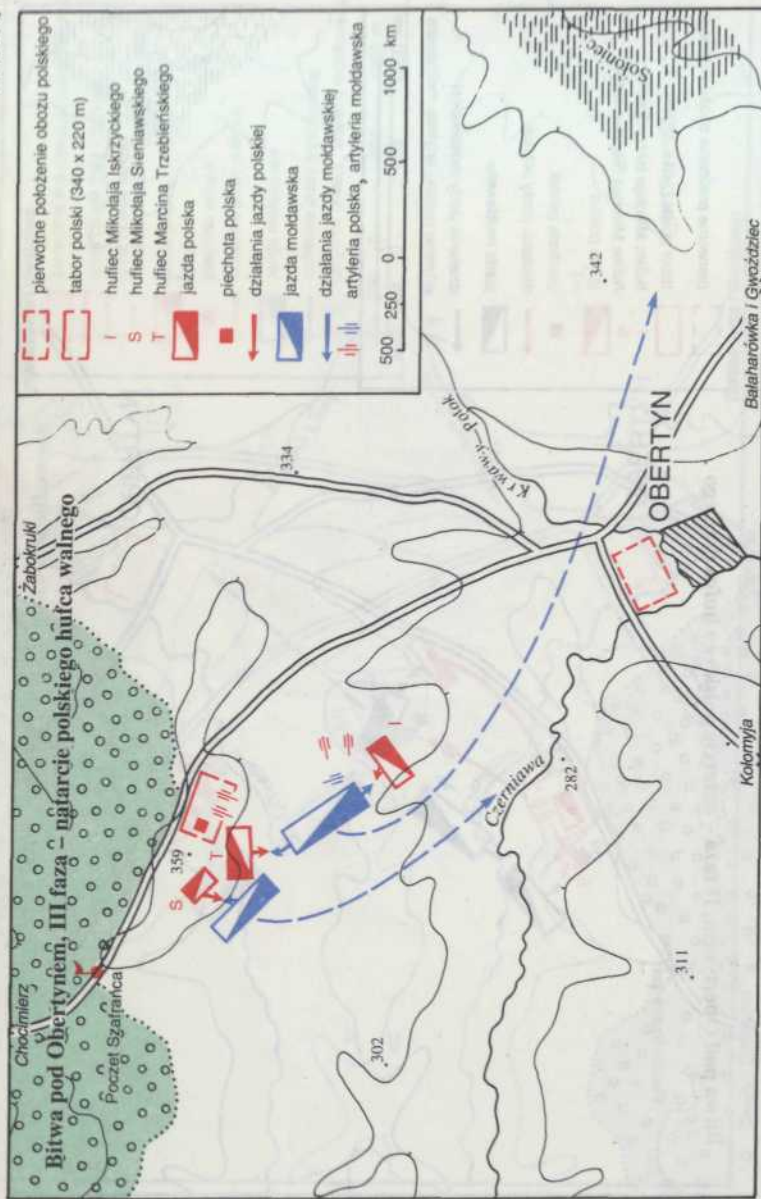 Bitwa pod Obertynem, III faza – natarcie polskiego hufca walnego
Chocimierz
Żabokruki
Poczet Szafrańca
359
S
T
I
334
342
302
282
311
Czerniawa
Krwawy Potok
OBERTYN
Kołomyja
Bałaharówka i Gwoździec
Sołoniec
pierwotne położenie obozu polskiego
tabor polski (340 x 220 m)
I hufiec Mikołaja Iskrzyckiego
S hufiec Mikołaja Sieniawskiego
T hufiec Marcina Trzebieńskiego
jazda polska
piechota polska
działania jazdy polskiej
jazda mołdawska
działania jazdy mołdawskiej
artyleria polska, artyleria mołdawska
500 250 0 500 1000 km